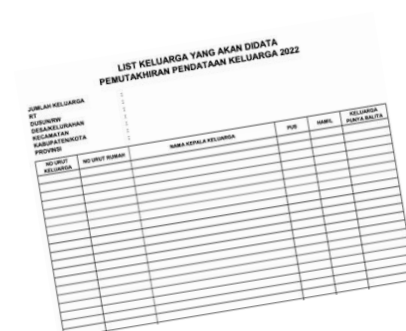 LIST KELUARGA YANG AKAN DIDATA
PEMUTAKHIRAN PENDATAAN KELUARGA 2022
JUMLAH KELUARGA :
RT :
DUSUN/RW :
DESA/KELURAHAN :
KECAMATAN :
KABUPATEN/KOTA :
PROVINSI :
NO URUT KELUARGA
NO URUT RUMAH
NAMA KEPALA KELUARGA
PUS
HAMIL
KELUARGA PUNYA BALITA